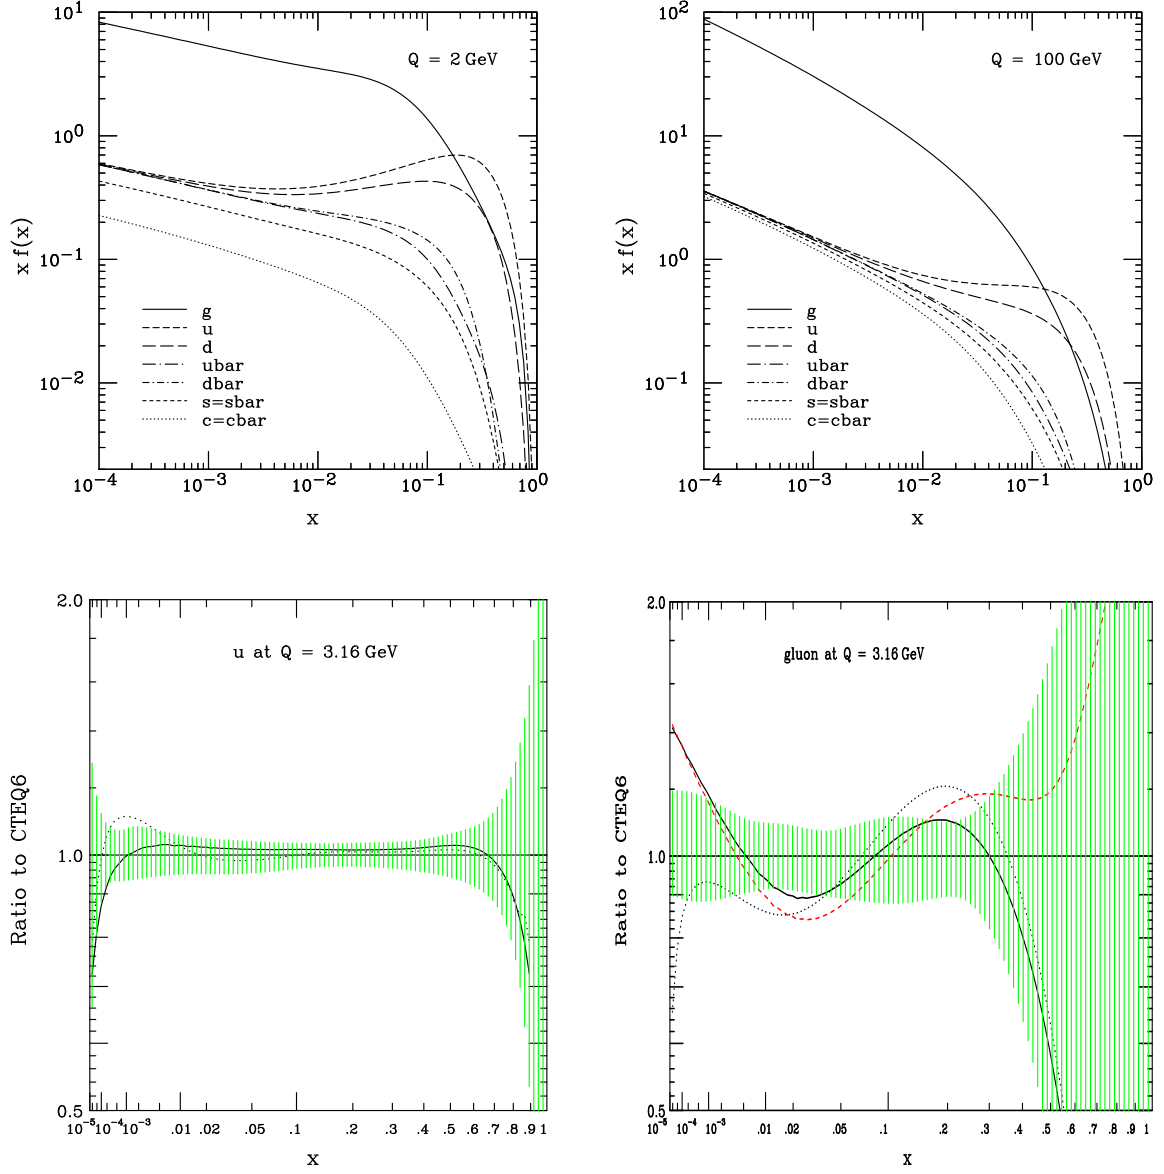 10^1
10^0
10^-1
10^-2
x f(x)
Q = 2 GeV
g
u
d
ubar
dbar
s=sbar
c=cbar
10^-4 10^-3 10^-2 10^-1 10^0
x
10^2
10^1
10^0
10^-1
x f(x)
Q = 100 GeV
g
u
d
ubar
dbar
s=sbar
c=cbar
10^-4 10^-3 10^-2 10^-1 10^0
x
2.0
1.0
0.5
Ratio to CTEQ6
u at Q = 3.16 GeV
10^-5 10^-4 10^-3 .01 .02 .05 .1 .2 .3 .4 .5 .6 .7 .8 .9 1
x
2.0
1.0
0.5
Ratio to CTEQ6
gluon at Q = 3.16 GeV
10^-5 10^-4 10^-3 .01 .02 .05 .1 .2 .3 .4 .5 .6 .7 .8 .9 1
x